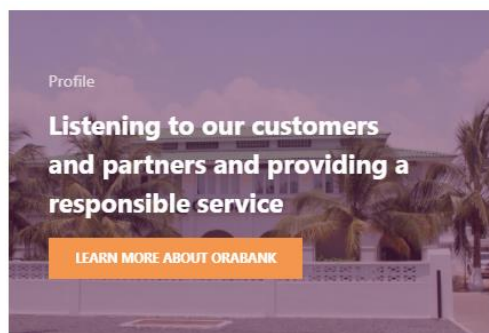 Profile
Listening to our customers
and partners and providing a
responsible service
LEARN MORE ABOUT ORABANK